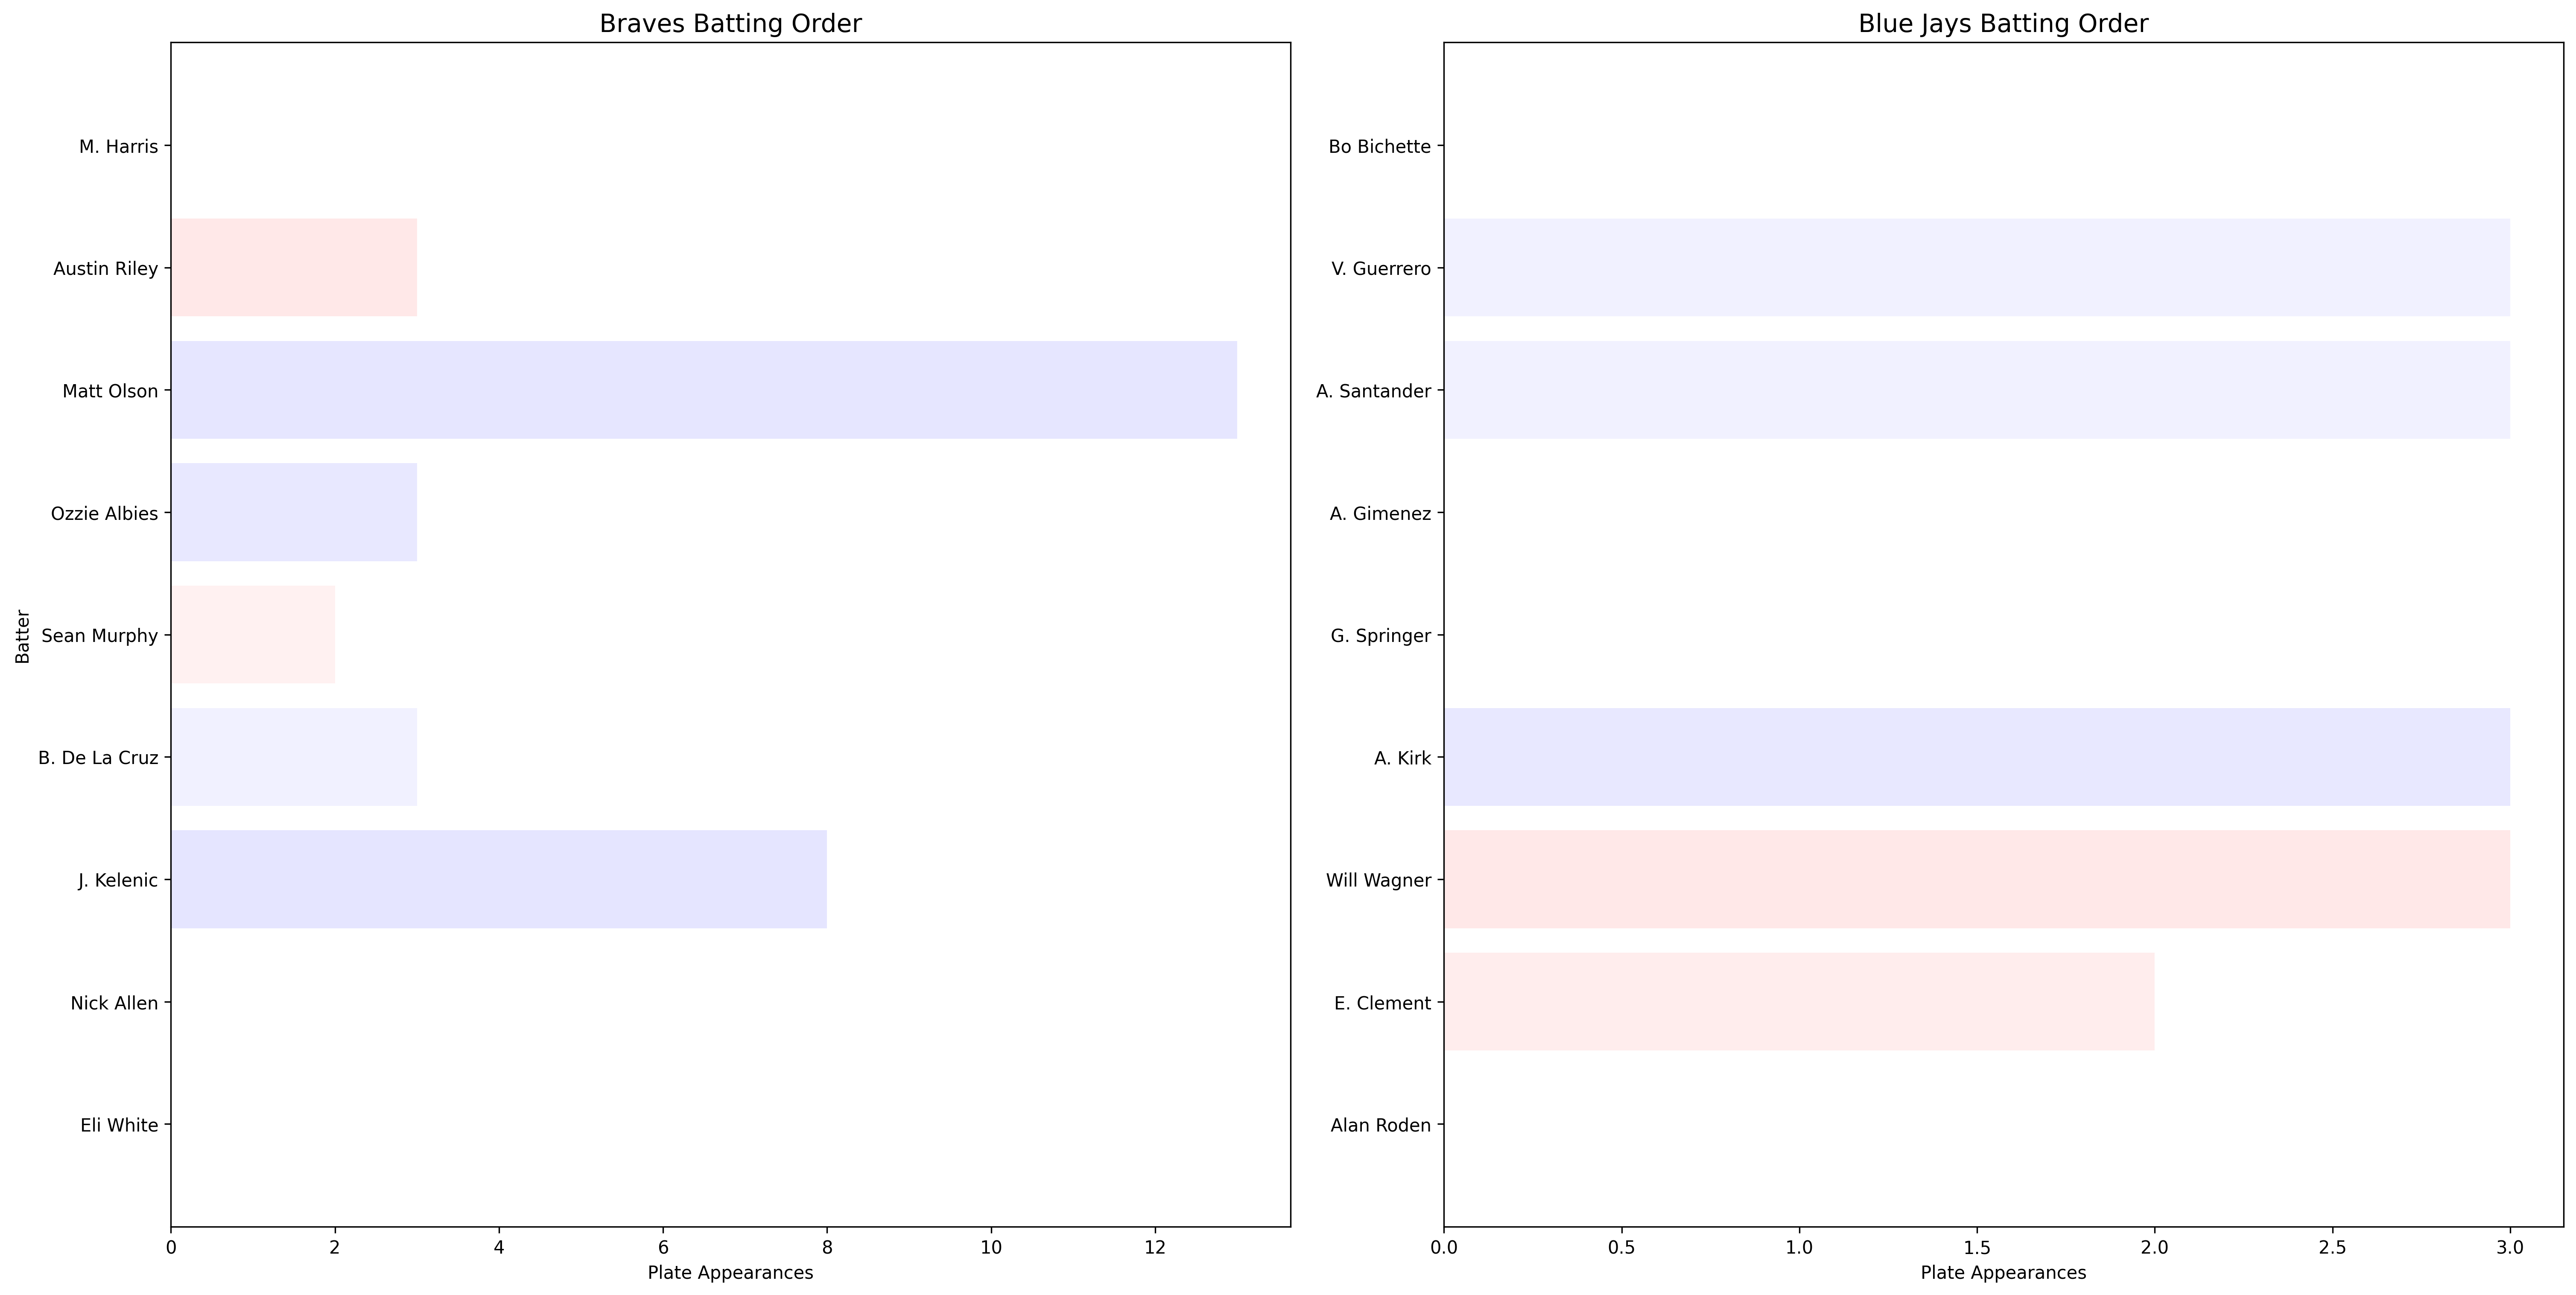 Braves Batting Order
Batter
M. Harris
Austin Riley
Matt Olson
Ozzie Albies
Sean Murphy
B. De La Cruz
J. Kelenic
Nick Allen
Eli White
0 2 4 6 8 10 12
Plate Appearances
Blue Jays Batting Order
Bo Bichette
V. Guerrero
A. Santander
A. Gimenez
G. Springer
A. Kirk
Will Wagner
E. Clement
Alan Roden
0.0 0.5 1.0 1.5 2.0 2.5 3.0
Plate Appearances